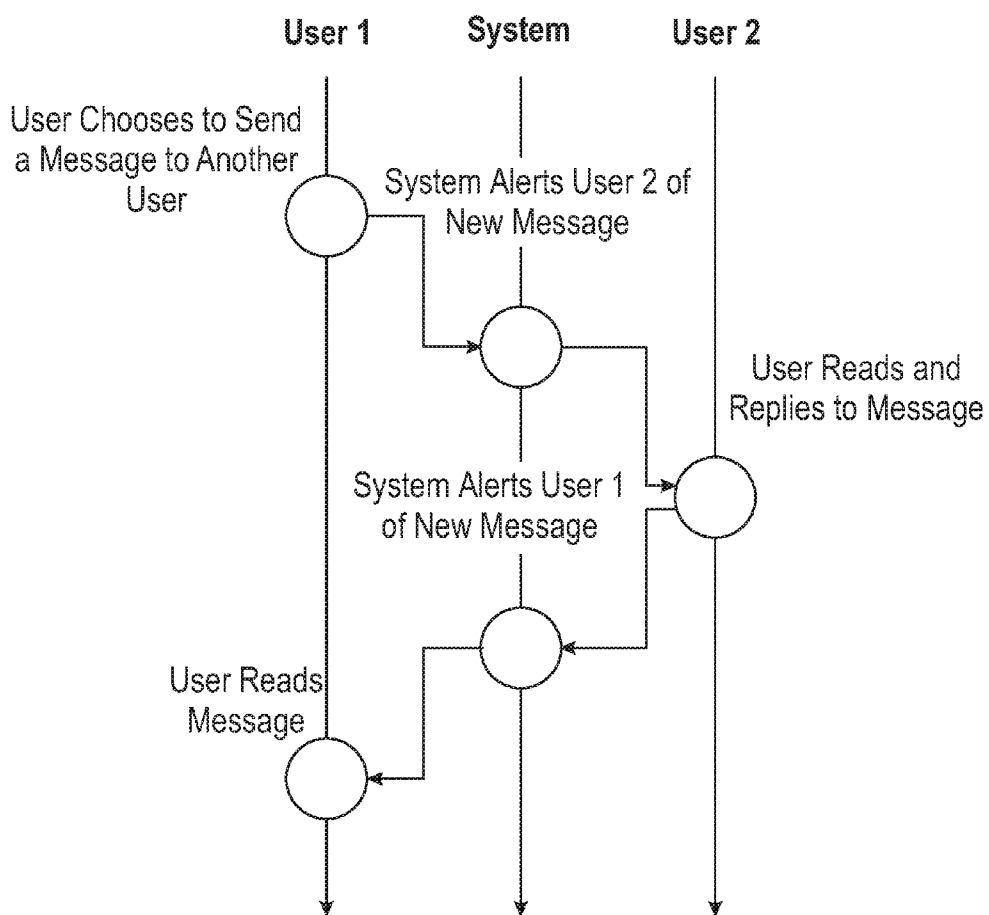 User 1
System
User 2
User Chooses to Send
a Message to Another
User
System Alerts User 2 of
New Message
User Reads and
Replies to Message
System Alerts User 1
of New Message
User Reads
Message